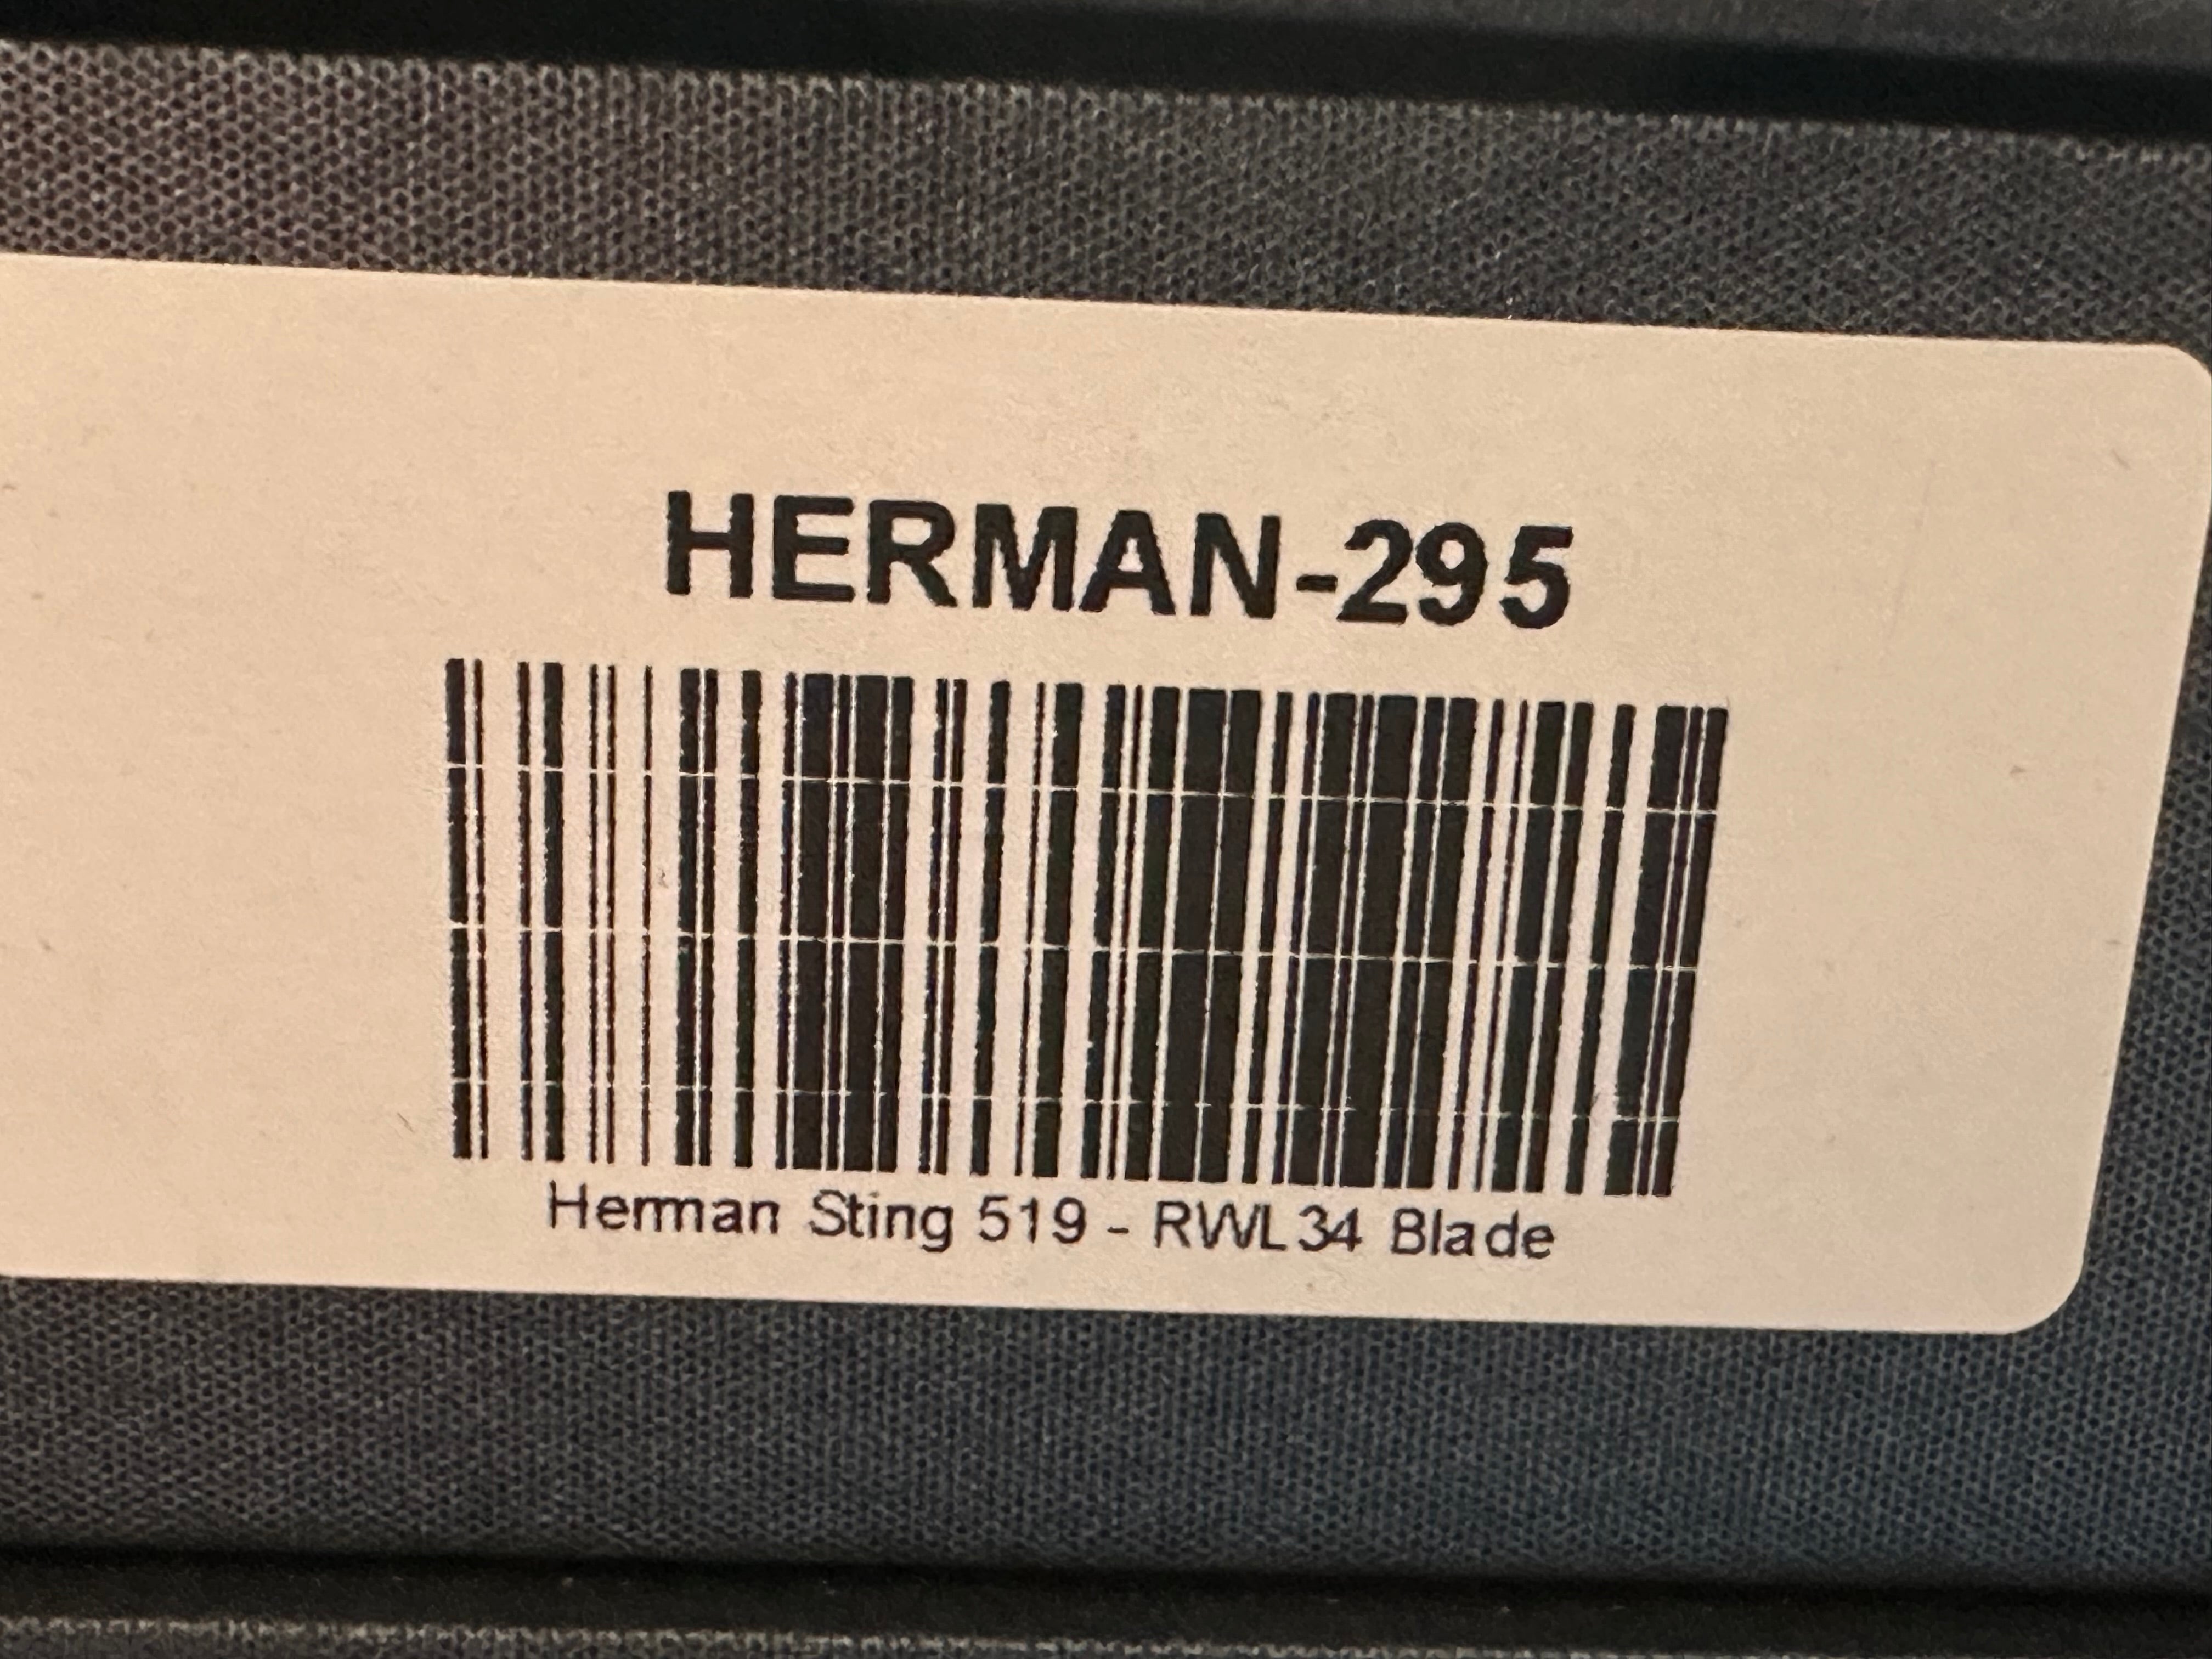 HERMAN-295
Herman Sting 519 - RWL34 Blade